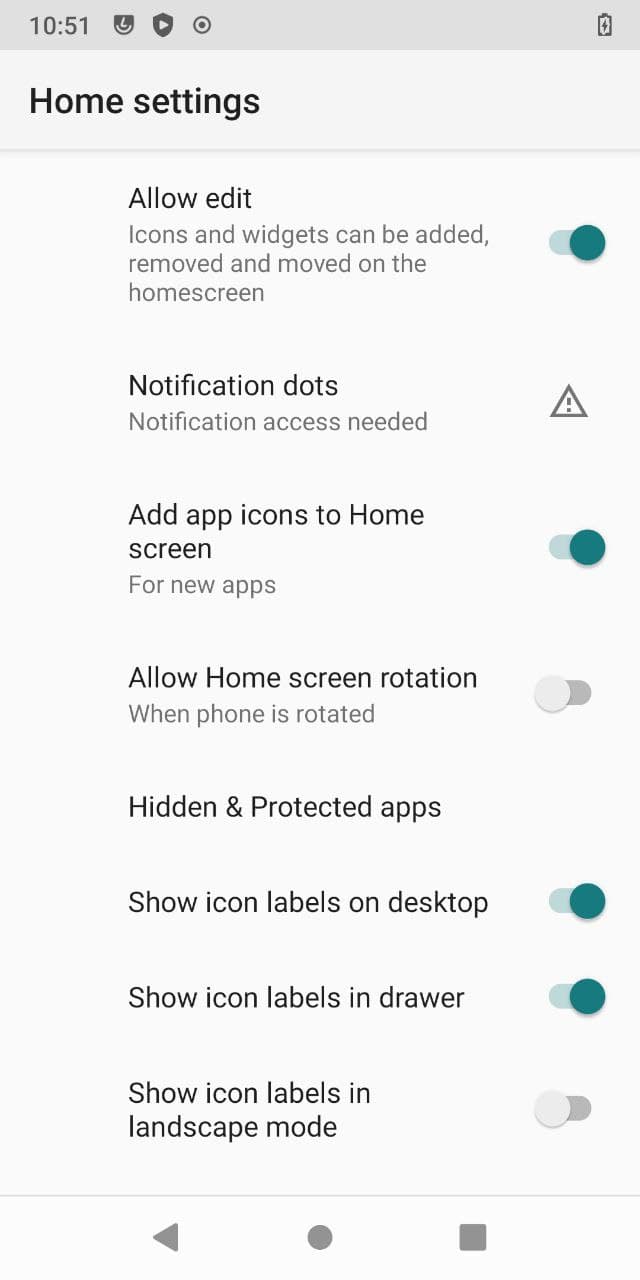 10:51
Home settings
Allow edit
Icons and widgets can be added,
removed and moved on the
homescreen
Notification dots
Notification access needed
Add app icons to Home
screen
For new apps
Allow Home screen rotation
When phone is rotated
Hidden & Protected apps
Show icon labels on desktop
Show icon labels in drawer
Show icon labels in
landscape mode